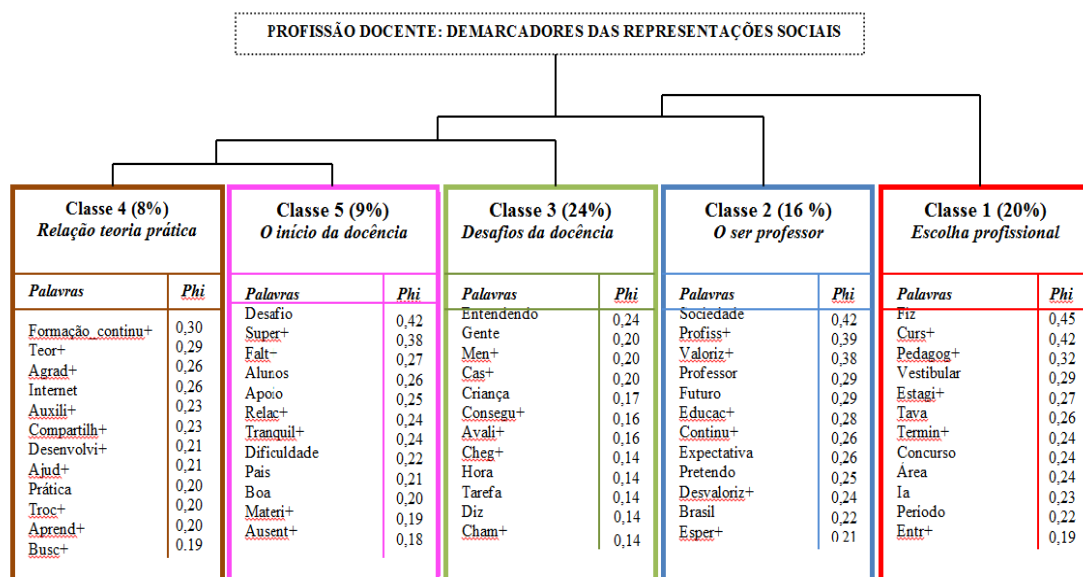 PROFISSÃO DOCENTE: DEMARCADORES DAS REPRESENTAÇÕES SOCIAIS
Classe 4 (8%)
Relação teoria prática
Palavras Phi
Formação_continu+ 0,30
Teor+ 0,29
Agrad+ 0,26
Internet 0,26
Auxili+ 0,23
Compartilh+ 0,23
Desenvolvi+ 0,21
Ajud+ 0,21
Prática 0,20
Troc+ 0,20
Aprend+ 0,20
Busc+ 0.19
Classe 5 (9%)
O início da docência
Palavras Phi
Desafio 0,42
Super+ 0,38
Falt− 0,27
Alunos 0,26
Apoio 0,25
Relac+ 0,24
Tranquil+ 0,24
Dificuldade 0,22
Pais 0,21
Boa 0,20
Materi+ 0,19
Ausent+ 0,18
Classe 3 (24%)
Desafios da docência
Palavras Phi
Entendendo 0,24
Gente 0,20
Men+ 0,20
Cas+ 0,20
Criança 0,17
Consegu+ 0,16
Avali+ 0,16
Cheg+ 0,14
Hora 0,14
Tarefa 0,14
Diz 0,14
Cham+ 0,14
Classe 2 (16 %)
O ser professor
Palavras Phi
Sociedade 0,42
Profiss+ 0,39
Valoriz+ 0,38
Professor 0,29
Futuro 0,29
Educac+ 0,28
Continu+ 0,26
Expectativa 0,26
Pretendo 0,25
Desvaloriz+ 0,24
Brasil 0,22
Esper+ 0,21
Classe 1 (20%)
Escolha profissional
Palavras Phi
Fiz 0,45
Curs+ 0,42
Pedagog+ 0,32
Vestibular 0,29
Estagi+ 0,27
Tava 0,26
Termin+ 0,24
Concurso 0,24
Área 0,24
Ia 0,23
Periodo 0,22
Entr+ 0,19